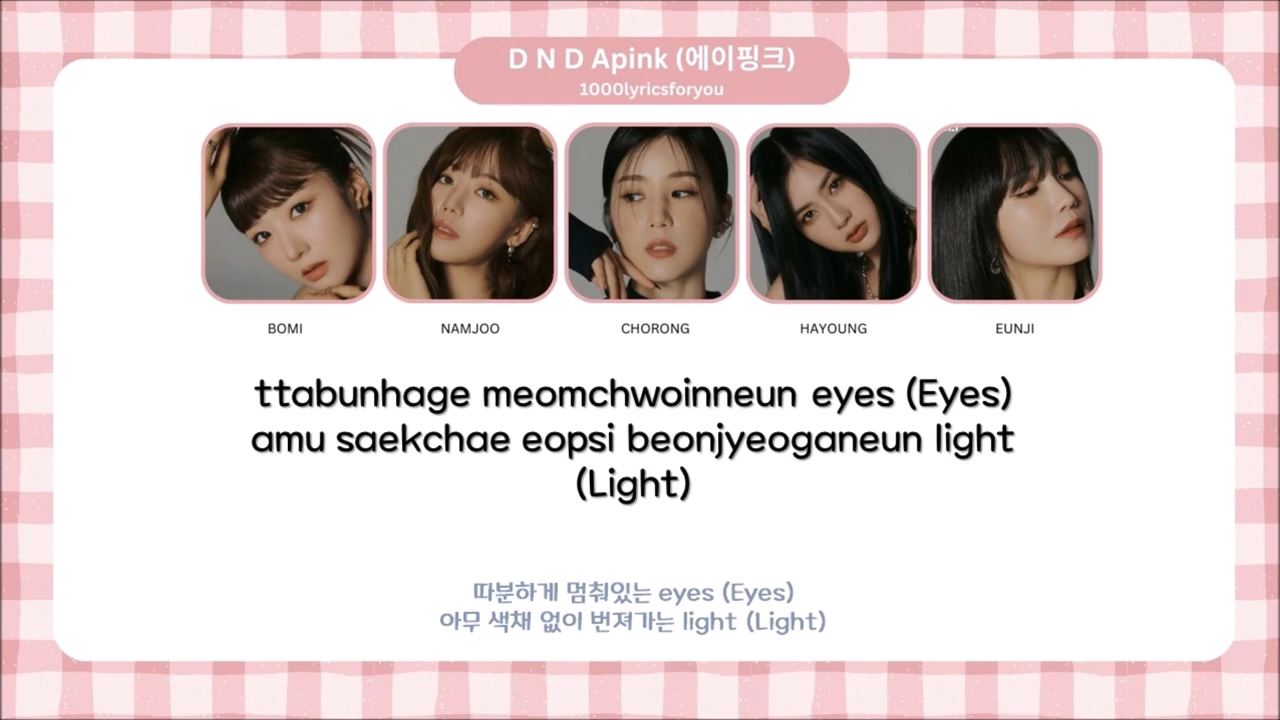 D N D Apink (에이핑크)
1000lyricsforyou
BOMI
NAMJOO
CHORONG
HAYOUNG
EUNJI
ttabunhage meomchwoinneun eyes (Eyes)
amu saekchae eopsi beonjyeoganeun light
(Light)
따분하게 멈춰있는 eyes (Eyes)
아무 색채 없이 번져가는 light (Light)